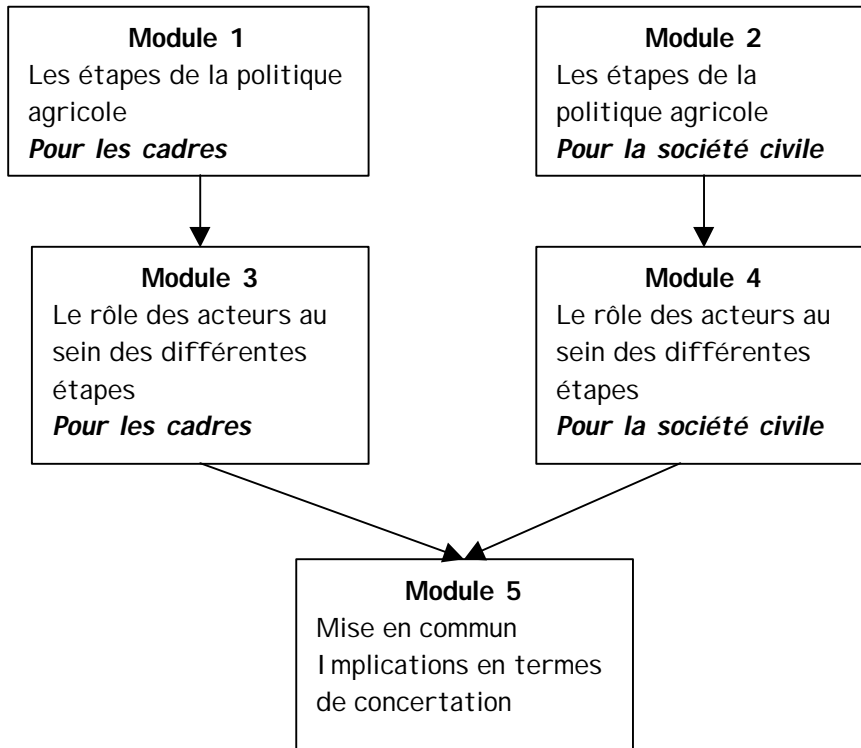 Module 1
Les étapes de la politique
agricole
Pour les cadres
Module 2
Les étapes de la
politique agricole
Pour la société civile
Module 3
Le rôle des acteurs au
sein des différentes
étapes
Pour les cadres
Module 4
Le rôle des acteurs au
sein des différentes
étapes
Pour la société civile
Module 5
Mise en commun
Implications en termes
de concertation